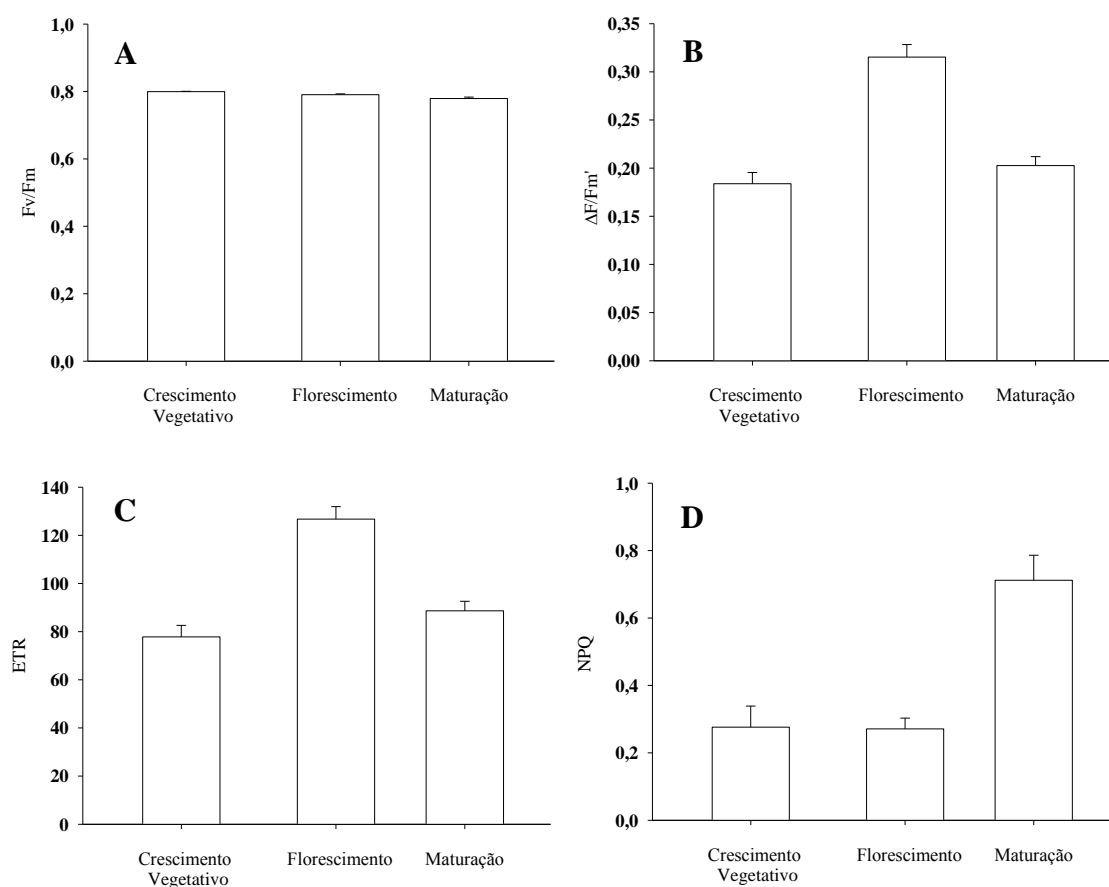 A
Fv/Fm
1,0
0,8
0,6
0,4
0,2
0,0
Crescimento
Vegetativo
Florescimento
Maturação
B
ΔF/Fm'
0,35
0,30
0,25
0,20
0,15
0,10
0,05
0,00
Crescimento
Vegetativo
Florescimento
Maturação
C
ETR
140
120
100
80
60
40
20
0
Crescimento
Vegetativo
Florescimento
Maturação
D
NPQ
1,0
0,8
0,6
0,4
0,2
0,0
Crescimento
Vegetativo
Florescimento
Maturação